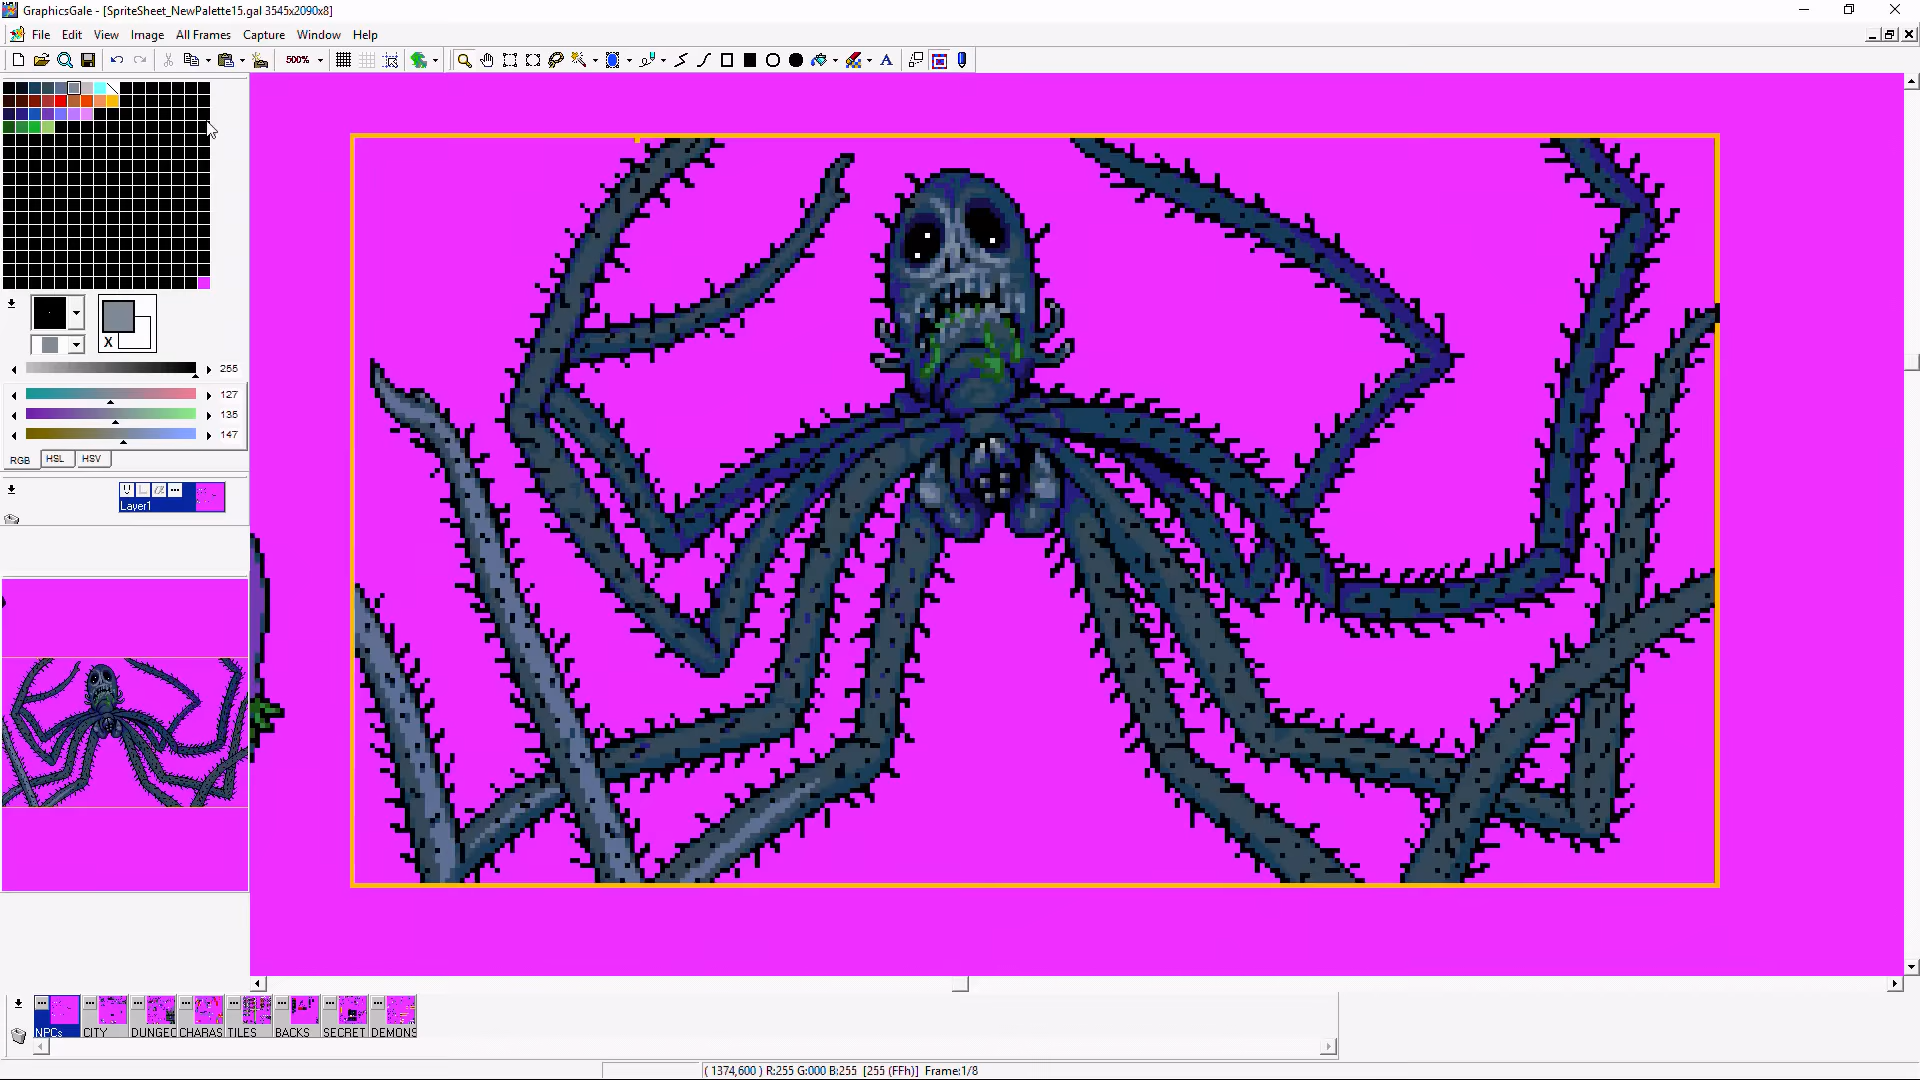 GraphicsGale - [SpriteSheet_NewPalette15.gal 3545x2090x8]
File Edit View Image All Frames Capture Window Help
500%
X
255
127
135
147
RGB HSL HSV
Layer1
NPCs CITY DUNGEC CHARAS TILES BACKS SECRET DEMONS
( 1374,600 ) R:255 G:000 B:255 [255 (FFh)] Frame:1/8